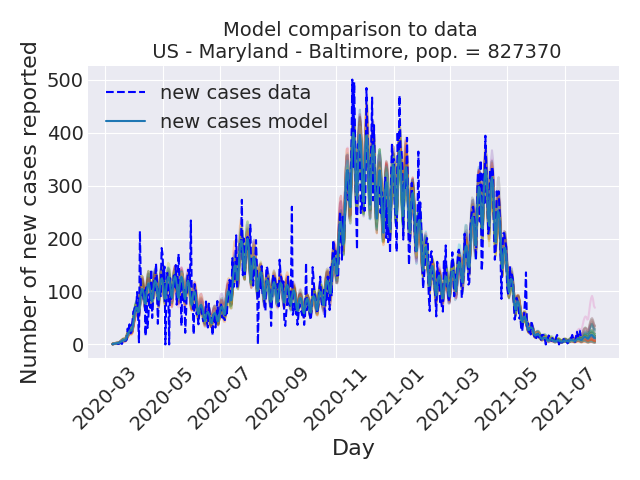 Model comparison to data
US - Maryland - Baltimore, pop. = 827370
Number of new cases reported
500
400
300
200
100
0
new cases data
new cases model
2020-03
2020-05
2020-07
2020-09
2020-11
2021-01
2021-03
2021-05
2021-07
Day